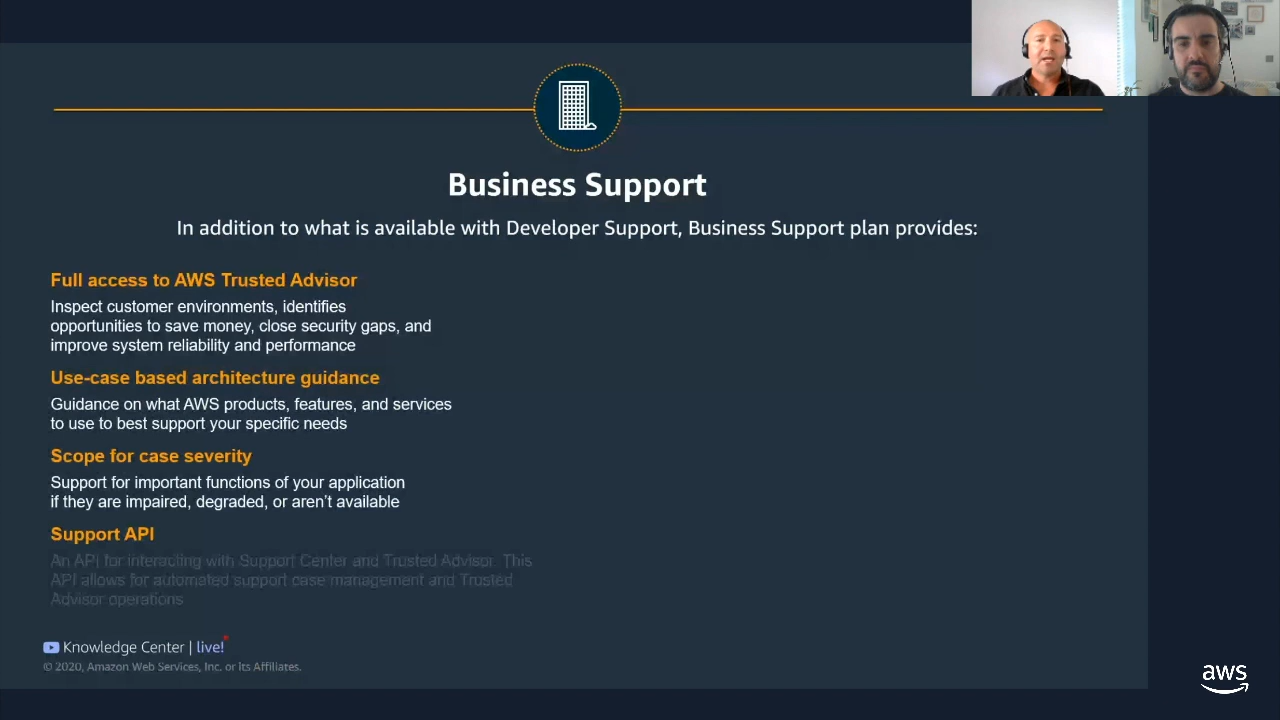 Business Support
In addition to what is available with Developer Support, Business Support plan provides:
Full access to AWS Trusted Advisor
Inspect customer environments, identifies
opportunities to save money, close security gaps, and
improve system reliability and performance
Use-case based architecture guidance
Guidance on what AWS products, features, and services
to use to best support your specific needs
Scope for case severity
Support for important functions of your application
if they are impaired, degraded, or aren't available
Support API
An API for interacting with Support Center and Trusted Advisor. This
API allows for automated support case management and Trusted
Advisor operations
Knowledge Center | live!
© 2020, Amazon Web Services, Inc. or its Affiliates.
aws